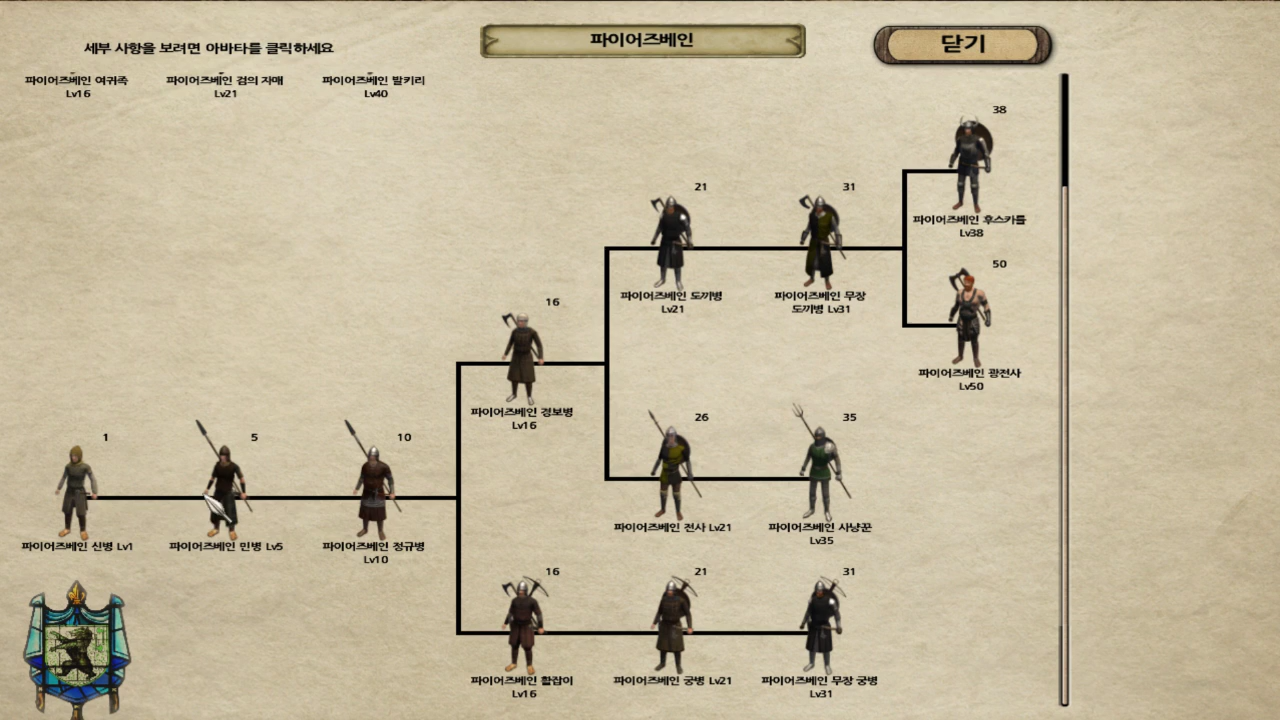 파이어즈베인
닫기
세부 사항을 보려면 아바타를 클릭하세요
파이어즈베인 여귀족
Lv16
파이어즈베인 검의 자매
Lv21
파이어즈베인 발키리
Lv40
38
파이어즈베인 후스카를
Lv38
21
파이어즈베인 도끼병
Lv21
31
파이어즈베인 무장
도끼병 Lv31
50
파이어즈베인 광전사
Lv50
16
파이어즈베인 경보병
Lv16
26
파이어즈베인 전사 Lv21
35
파이어즈베인 사냥꾼
Lv35
1
파이어즈베인 신병 Lv1
5
파이어즈베인 민병 Lv5
10
파이어즈베인 정규병
Lv10
16
파이어즈베인 활잡이
Lv16
21
파이어즈베인 궁병 Lv21
31
파이어즈베인 무장 궁병
Lv31